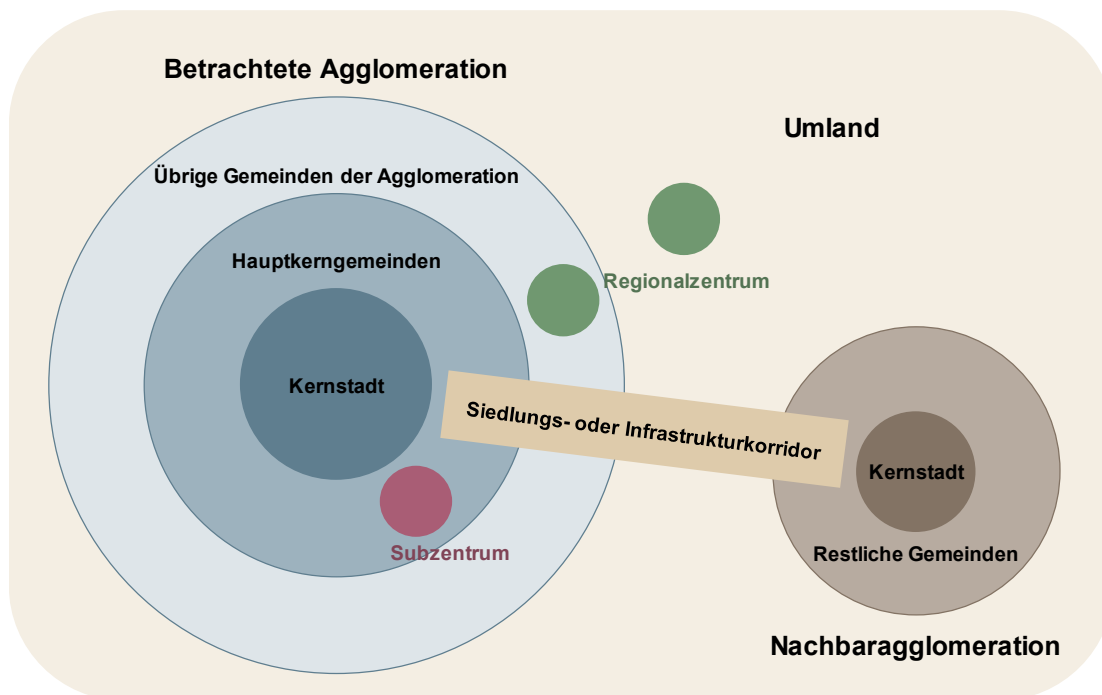 Betrachtete Agglomeration
Umland
Übrige Gemeinden der Agglomeration
Hauptkerngemeinden
Regionalzentrum
Kernstadt
Siedlungs- oder Infrastrukturkorridor
Kernstadt
Subzentrum
Restliche Gemeinden
Nachbaragglomeration